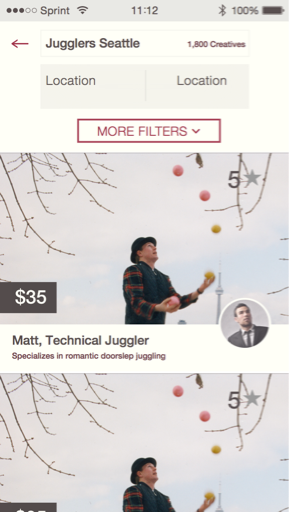 Sprint 11:12 100%
Jugglers Seattle 1,800 Creatives
Location Location
MORE FILTERS
5
$35
Matt, Technical Juggler
Specializes in romantic doorslep juggling
5